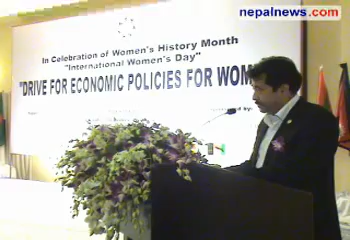 nepalnews.com
In Celebration of Women's History Month
"International Women's Day"
"DRIVE FOR ECONOMIC POLICIES FOR WOM